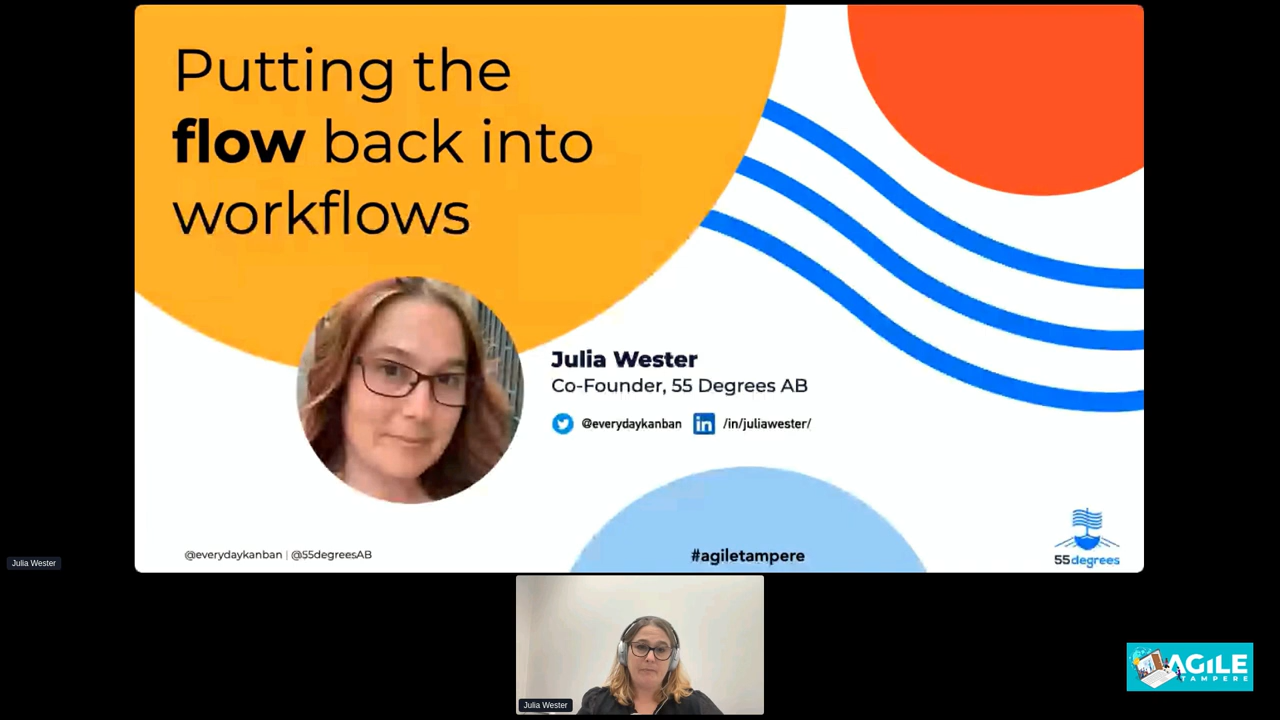 Putting the
flow back into
workflows
Julia Wester
Co-Founder, 55 Degrees AB
@everydaykanban
in
/in/juliawester/
@everydaykanban | @55degreesAB
#agiletampere
55degrees
Julia Wester
Julia Wester
AGILE
TAMPERE